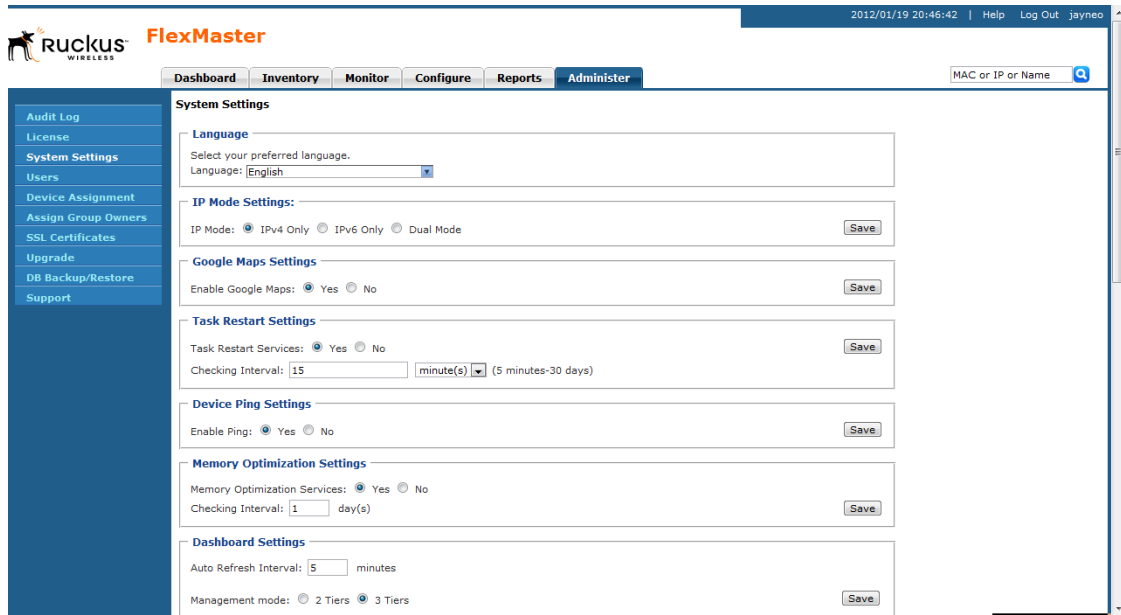 2012/01/19 20:46:42 | Help Log Out jayneo
Ruckus WIRELESS
FlexMaster
Dashboard Inventory Monitor Configure Reports Administer
MAC or IP or Name
Audit Log
License
System Settings
Users
Device Assignment
Assign Group Owners
SSL Certificates
Upgrade
DB Backup/Restore
Support
System Settings
Language
Select your preferred language.
Language: English
IP Mode Settings:
IP Mode: IPv4 Only IPv6 Only Dual Mode Save
Google Maps Settings
Enable Google Maps: Yes No Save
Task Restart Settings
Task Restart Services: Yes No Save
Checking Interval: 15 minute(s) (5 minutes-30 days)
Device Ping Settings
Enable Ping: Yes No Save
Memory Optimization Settings
Memory Optimization Services: Yes No
Checking Interval: 1 day(s) Save
Dashboard Settings
Auto Refresh Interval: 5 minutes
Management mode: 2 Tiers 3 Tiers Save